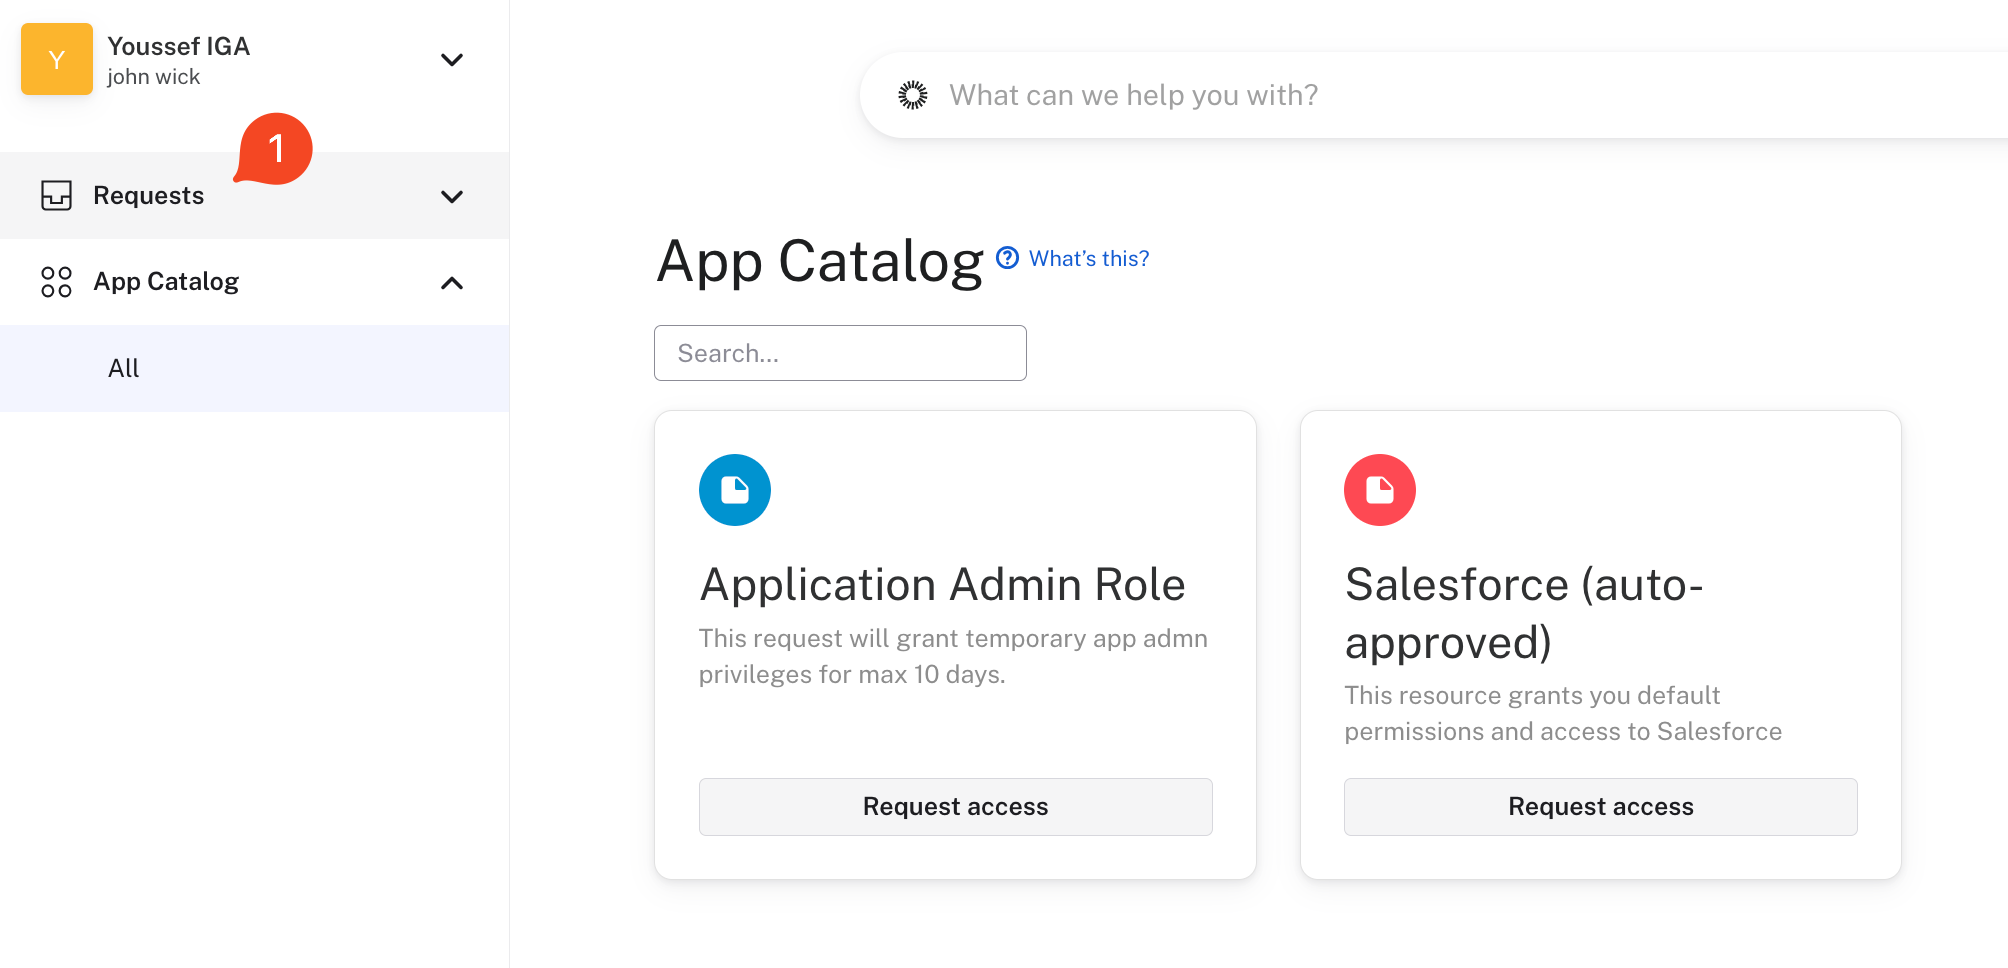 Y
Youssef IGA
john wick
1
Requests
App Catalog
All
What can we help you with?
App Catalog
What's this?
Search...
Application Admin Role
This request will grant temporary app admn
privileges for max 10 days.
Request access
Salesforce (auto-
approved)
This resource grants you default
permissions and access to Salesforce
Request access